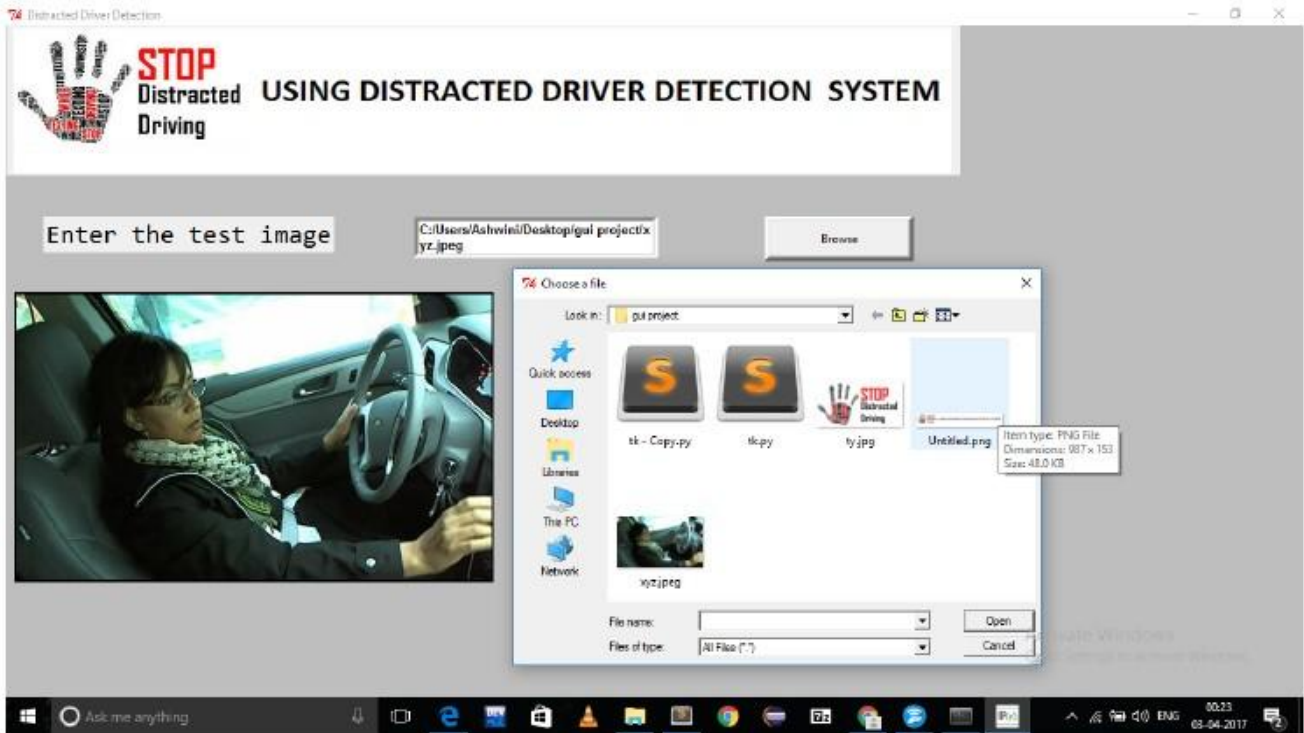 Distracted Driver Detection
STOP
Distracted
Driving
USING DISTRACTED DRIVER DETECTION SYSTEM
Enter the test image
C:/Users/Ashwini/Desktop/gui project/x
yz.jpeg
Browse
Choose a file
Look in:
gui project
Quick access
Desktop
Libraries
This PC
Network
tk - Copy.py
tk.py
ty.jpg
Untitled.png
STOP
Distracted
Driving
Item type: PNG File
Dimensions: 987 x 153
Size: 48.0 KB
xyz.jpeg
File name:
Open
Files of type:
All Files (*.*)
Cancel
Activate Windows
Ask me anything
ENG
00:23
03-04-2017